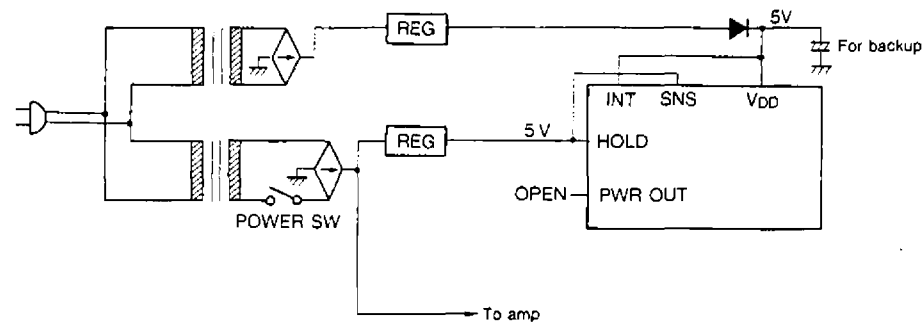 REG
5V
For backup
INT SNS VDD
REG
5 V
HOLD
OPEN
PWR OUT
POWER SW
To amp